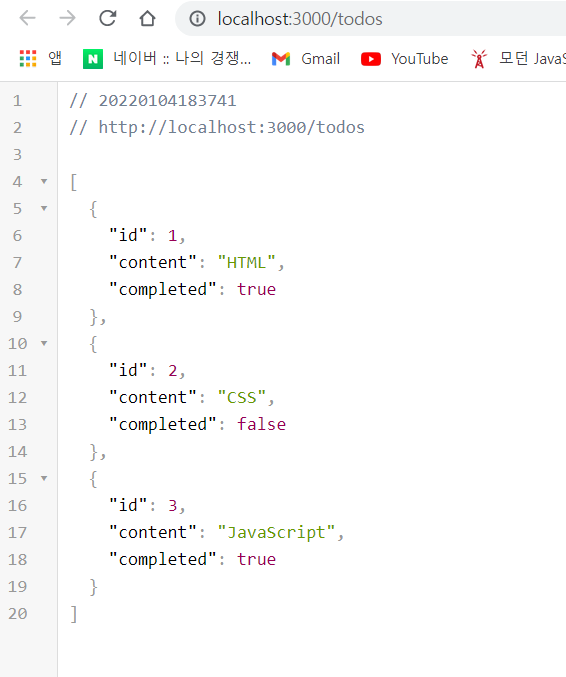 localhost:3000/todos
앱 네이버 :: 나의 경쟁... Gmail YouTube 모던 JavaS
1 // 20220104183741
2 // http://localhost:3000/todos
3
4 [
5 {
6 "id": 1,
7 "content": "HTML",
8 "completed": true
9 },
10 {
11 "id": 2,
12 "content": "CSS",
13 "completed": false
14 },
15 {
16 "id": 3,
17 "content": "JavaScript",
18 "completed": true
19 }
20 ]